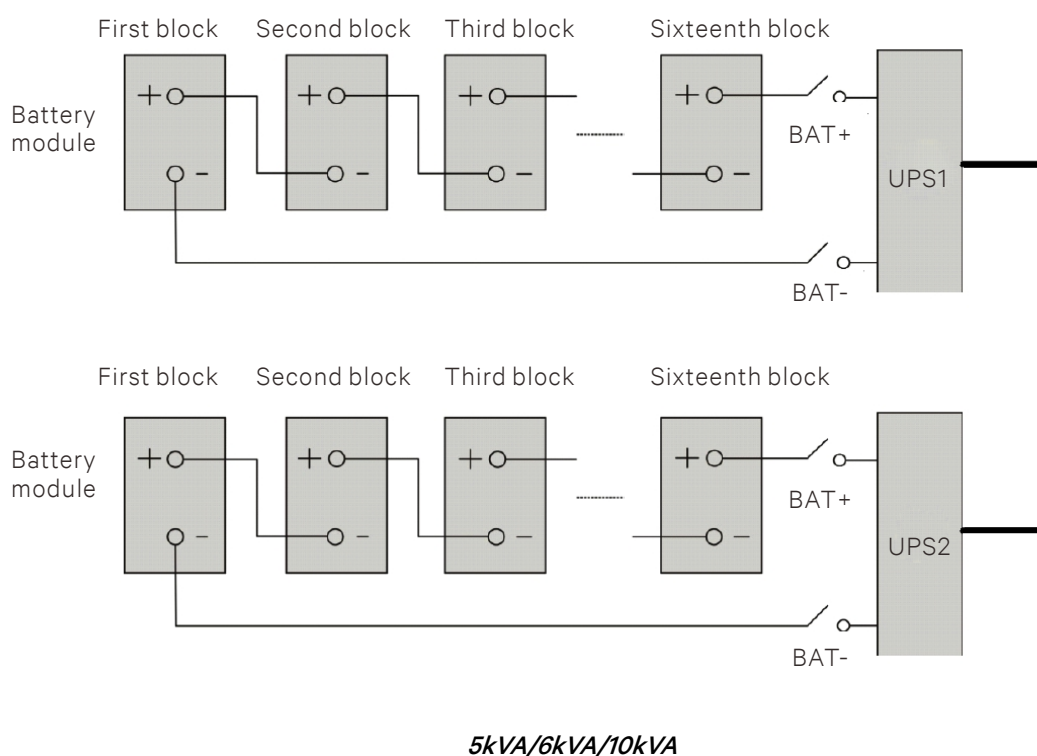 First block Second block Third block Sixteenth block
+ + + +
Battery
module
BAT+
- - - -
UPS1
BAT-
First block Second block Third block Sixteenth block
+ + + +
Battery
module
BAT+
- - - -
UPS2
BAT-
5kVA/6kVA/10kVA